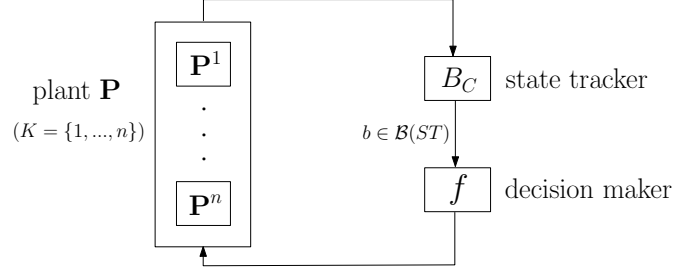 plant P
(K = {1, ..., n})
P¹
.
.
.
Pⁿ
B_C
state tracker
b ∈ ℬ(ST)
f
decision maker